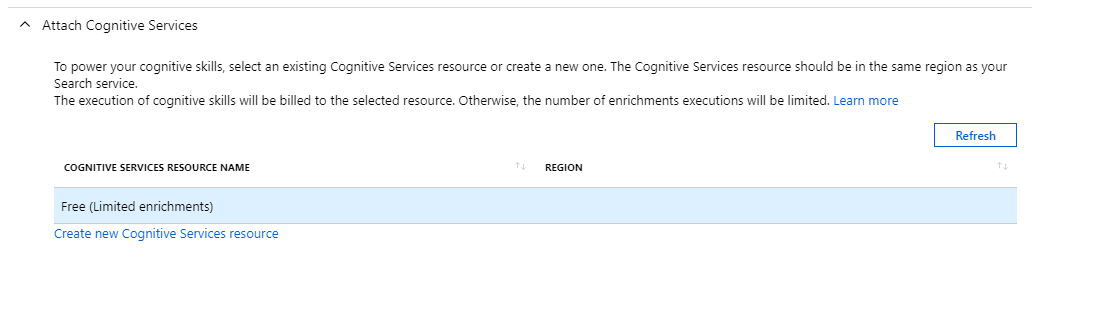 Attach Cognitive Services
To power your cognitive skills, select an existing Cognitive Services resource or create a new one. The Cognitive Services resource should be in the same region as your
Search service.
The execution of cognitive skills will be billed to the selected resource. Otherwise, the number of enrichments executions will be limited. Learn more
Refresh
COGNITIVE SERVICES RESOURCE NAME REGION
Free (Limited enrichments)
Create new Cognitive Services resource